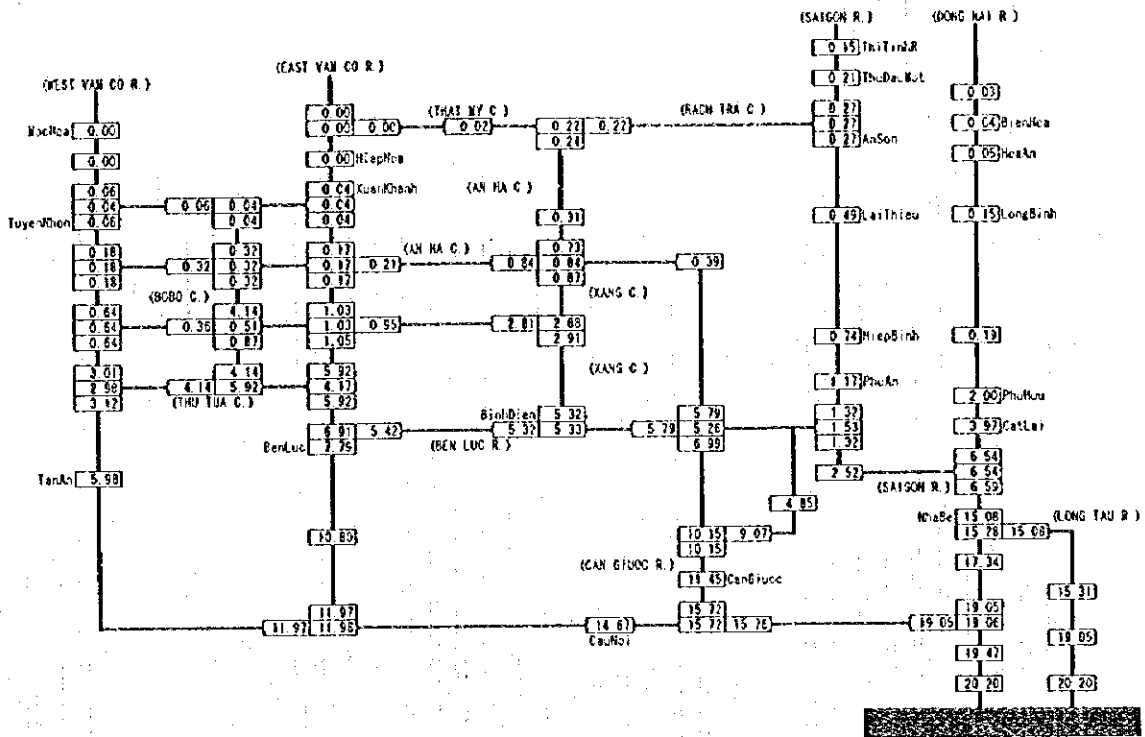 (SAIGON R.) (DONG NAI R.)
0.15 ThiTinhR
(WEST VAM CO R.) (EAST VAM CO R.) 0.21 ThuDauMot
0.03
0.00 (THAI MY C.) (RACH TRA C.) 0.27
MocHoa 0.00 0.00 0.00 0.02 0.22 0.22 0.27 0.04 BienHoa
0.24 0.27 AnSon
0.00 0.00 HiepHoa 0.05 HoaAn
0.06 0.04 XuanKhanh (AN HA C.)
0.04 0.06 0.04 0.04
TuyenNhon 0.06 0.04 0.04 0.31 0.49 LaiThieu 0.15 LongBinh
0.18 0.32 0.17 (AN HA C.) 0.73
0.18 0.32 0.32 0.17 0.21 0.84 0.84 0.39
0.18 0.32 0.17 0.87
(BOBO C.) (XANG C.)
0.64 4.14 1.03
0.64 0.36 0.51 1.03 0.95 2.81 2.68
0.64 0.87 1.05 2.91 0.74 HiepBinh 0.19
3.01 4.14 5.92 (XANG C.)
2.98 4.14 5.92 4.17 1.17 PhuAn
3.42 (THU TUA C.) 5.92 2.00 PhuHuu
BinhDien 5.32 5.79 1.32
6.91 5.42 5.32 5.33 5.79 5.26 1.53 3.97 CatLai
BenLuc 7.79 (BEN LUC R.) 6.99 1.32
6.54
TanAn 5.98 2.52 6.54
(SAIGON R.) 6.59
4.85
NhaBe 15.08 (LONG TAU R.)
10.80 10.15 9.07 15.78 15.08
10.15
(CAN GIUOC R.) 17.34
11.45 CanGiuoc
15.31
11.97 15.72 19.05
11.97 11.96 14.67 15.72 15.76 19.05 19.06
CauNoi 19.05
19.47
20.20 20.20